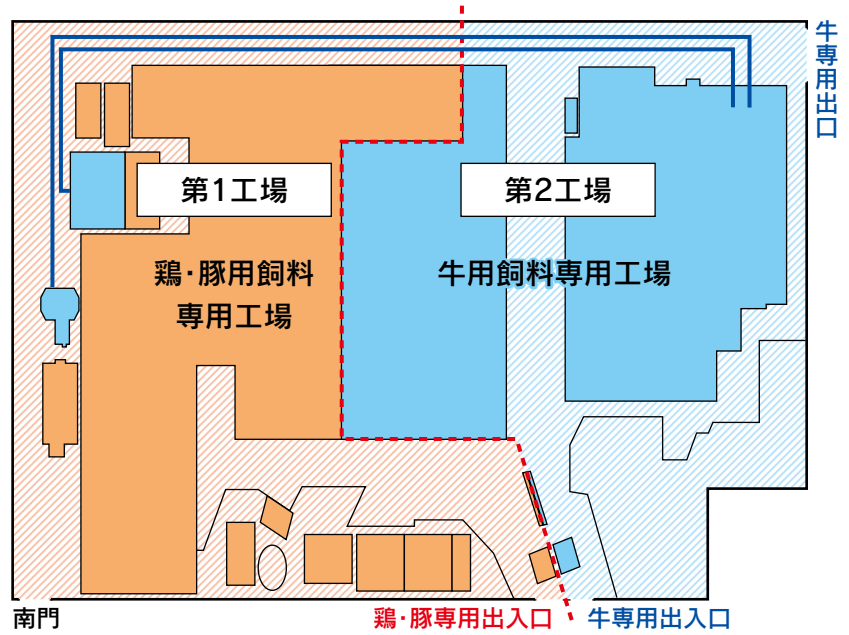 牛専用出口
第1工場
第2工場
鶏・豚用飼料
専用工場
牛用飼料専用工場
南門
鶏・豚専用出入口
牛専用出入口